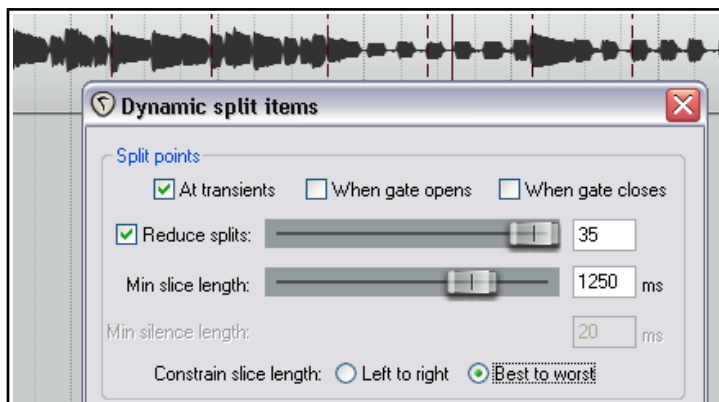 Dynamic split items
Split points
At transients When gate opens When gate closes
Reduce splits: 35
Min slice length: 1250 ms
Min silence length: 20 ms
Constrain slice length: Left to right Best to worst